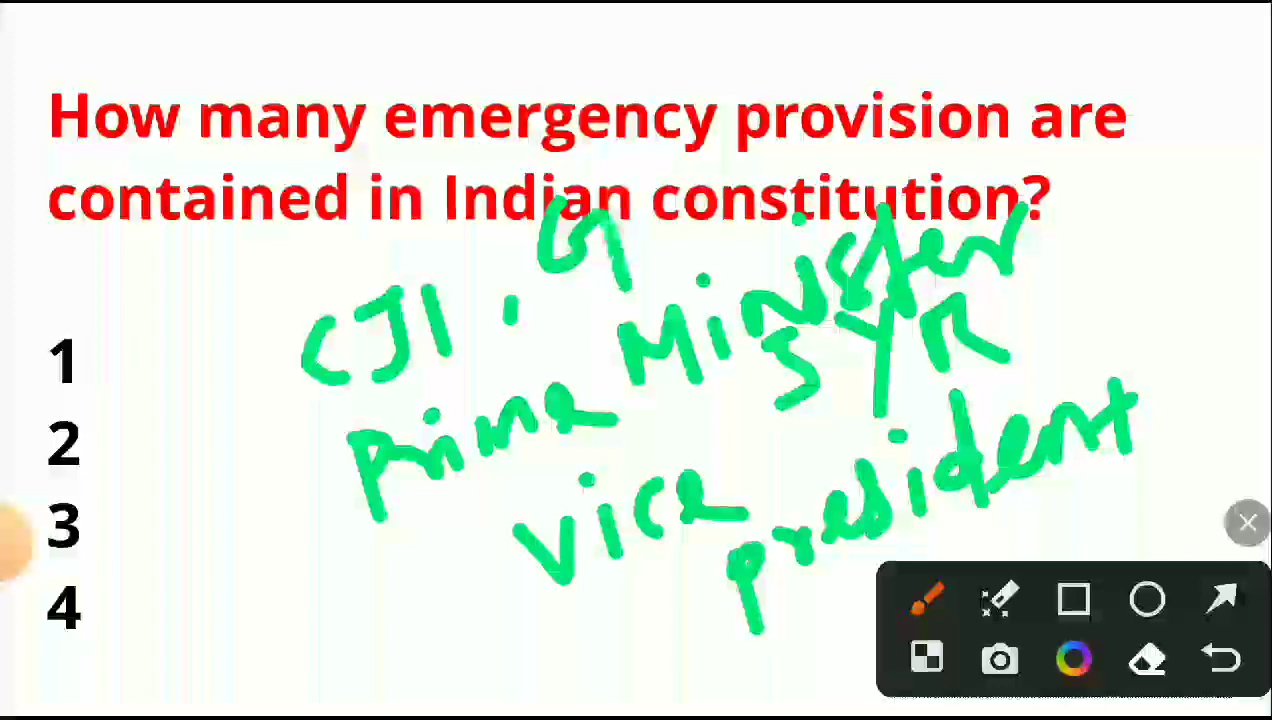 How many emergency provision are
contained in Indian constitution?
CJI . 9
Prime Minister
5 YR
Vice president
1
2
3
4